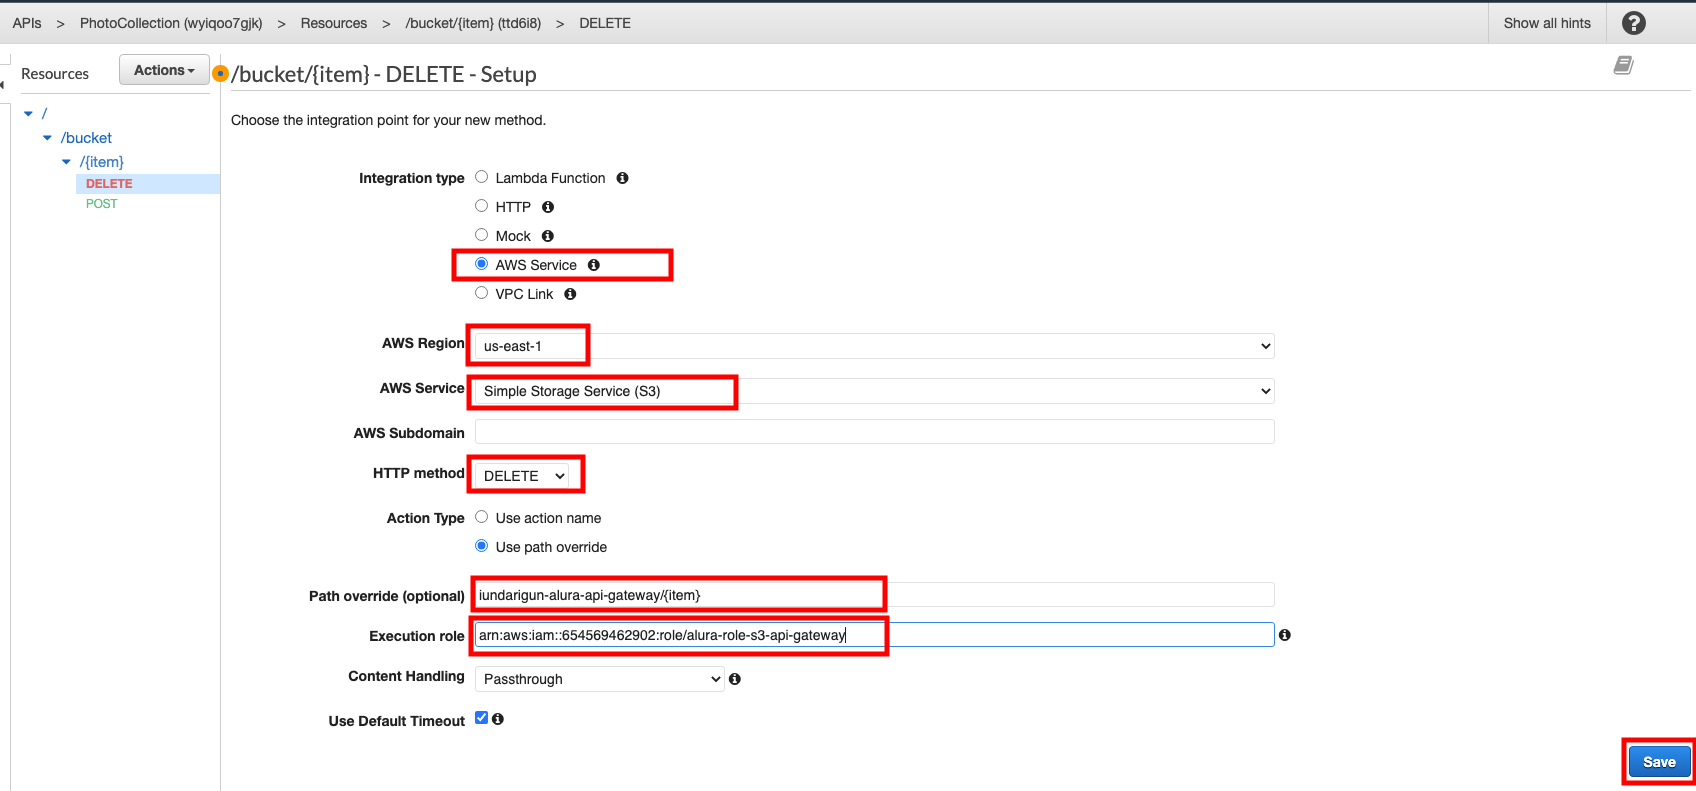 APIs > PhotoCollection (wyiqoo7gjk) > Resources > /bucket/{item} (ttd6i8) > DELETE Show all hints ?
Resources Actions
/bucket/{item} - DELETE - Setup
/
/bucket
/{item}
DELETE
POST
Choose the integration point for your new method.
Integration type Lambda Function
HTTP
Mock
AWS Service
VPC Link
AWS Region us-east-1
AWS Service Simple Storage Service (S3)
AWS Subdomain
HTTP method DELETE
Action Type Use action name
Use path override
Path override (optional) iundarigun-alura-api-gateway/{item}
Execution role arn:aws:iam::654569462902:role/alura-role-s3-api-gateway
Content Handling Passthrough
Use Default Timeout
Save